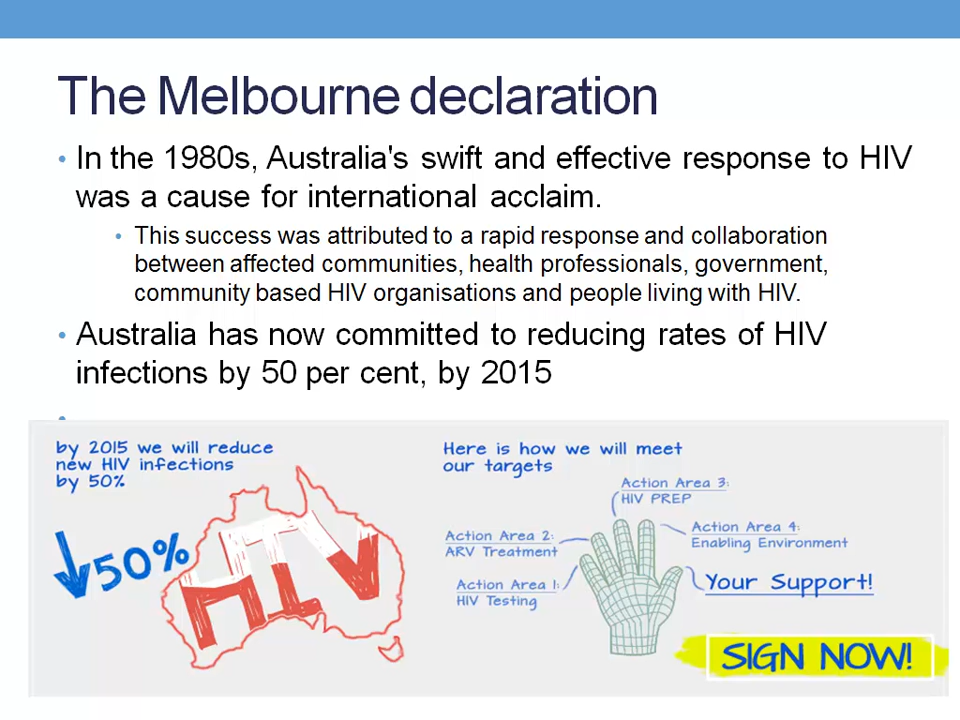 The Melbourne declaration
• In the 1980s, Australia's swift and effective response to HIV
was a cause for international acclaim.
• This success was attributed to a rapid response and collaboration
between affected communities, health professionals, government,
community based HIV organisations and people living with HIV.
• Australia has now committed to reducing rates of HIV
infections by 50 per cent, by 2015
by 2015 we will reduce
new HIV infections
by 50%
50%
HIV
Here is how we will meet
our targets
Action Area 3:
HIV PREP
Action Area 2:
ARV Treatment
Action Area 4:
Enabling Environment
Action Area 1:
HIV Testing
Your Support!
SIGN NOW!